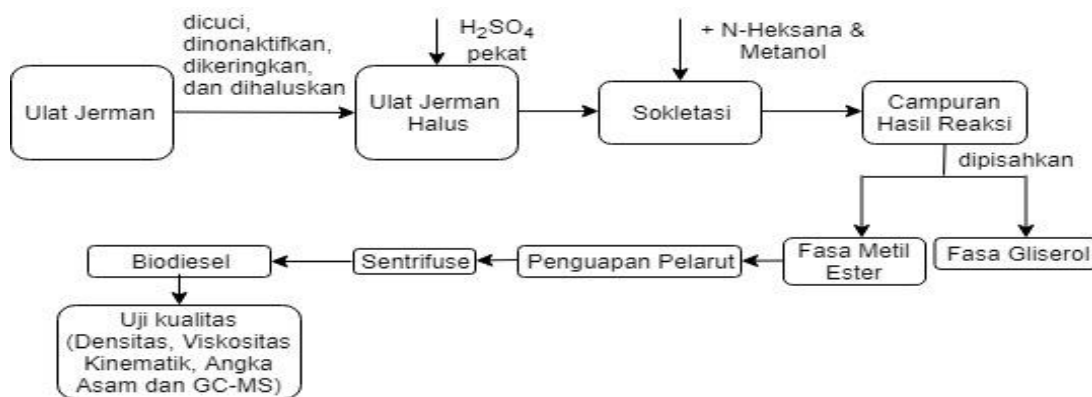 dicuci,
dinonaktifkan,
dikeringkan,
dan dihaluskan
H₂SO₄
pekat
+ N-Heksana &
Metanol
Ulat Jerman
Ulat Jerman
Halus
Sokletasi
Campuran
Hasil Reaksi
dipisahkan
Fasa Metil
Ester
Fasa Gliserol
Penguapan Pelarut
Sentrifuse
Biodiesel
Uji kualitas
(Densitas, Viskositas
Kinematik, Angka
Asam dan GC-MS)